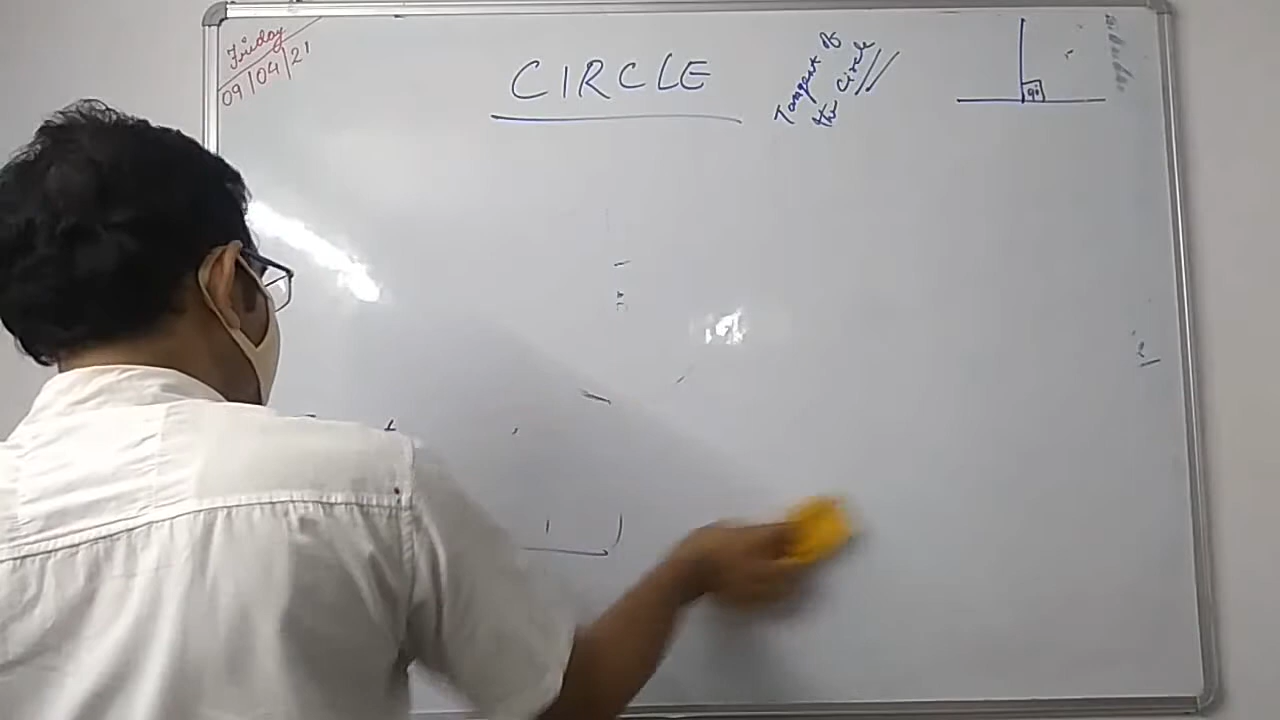 Friday
09/04/21
CIRCLE
Tangent of
the Circle
90°